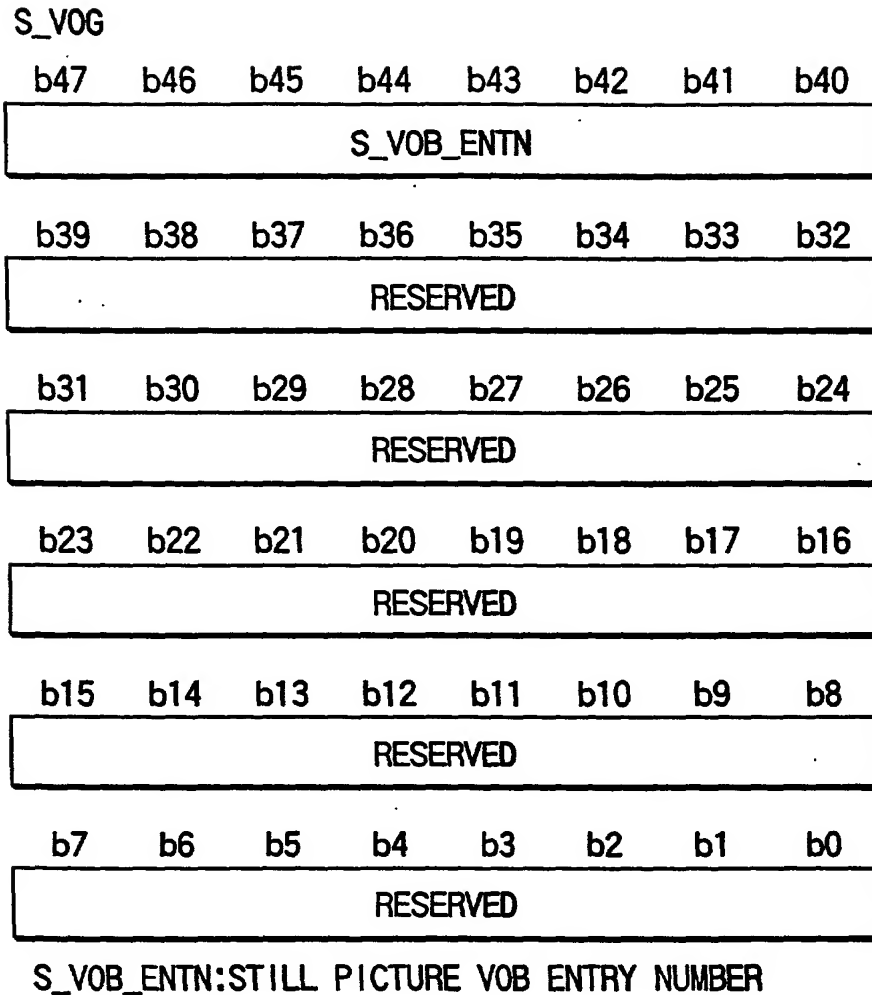 S_VOG
b47 b46 b45 b44 b43 b42 b41 b40
S_VOB_ENTN
b39 b38 b37 b36 b35 b34 b33 b32
RESERVED
b31 b30 b29 b28 b27 b26 b25 b24
RESERVED
b23 b22 b21 b20 b19 b18 b17 b16
RESERVED
b15 b14 b13 b12 b11 b10 b9 b8
RESERVED
b7 b6 b5 b4 b3 b2 b1 b0
RESERVED
S_VOB_ENTN:STILL PICTURE VOB ENTRY NUMBER